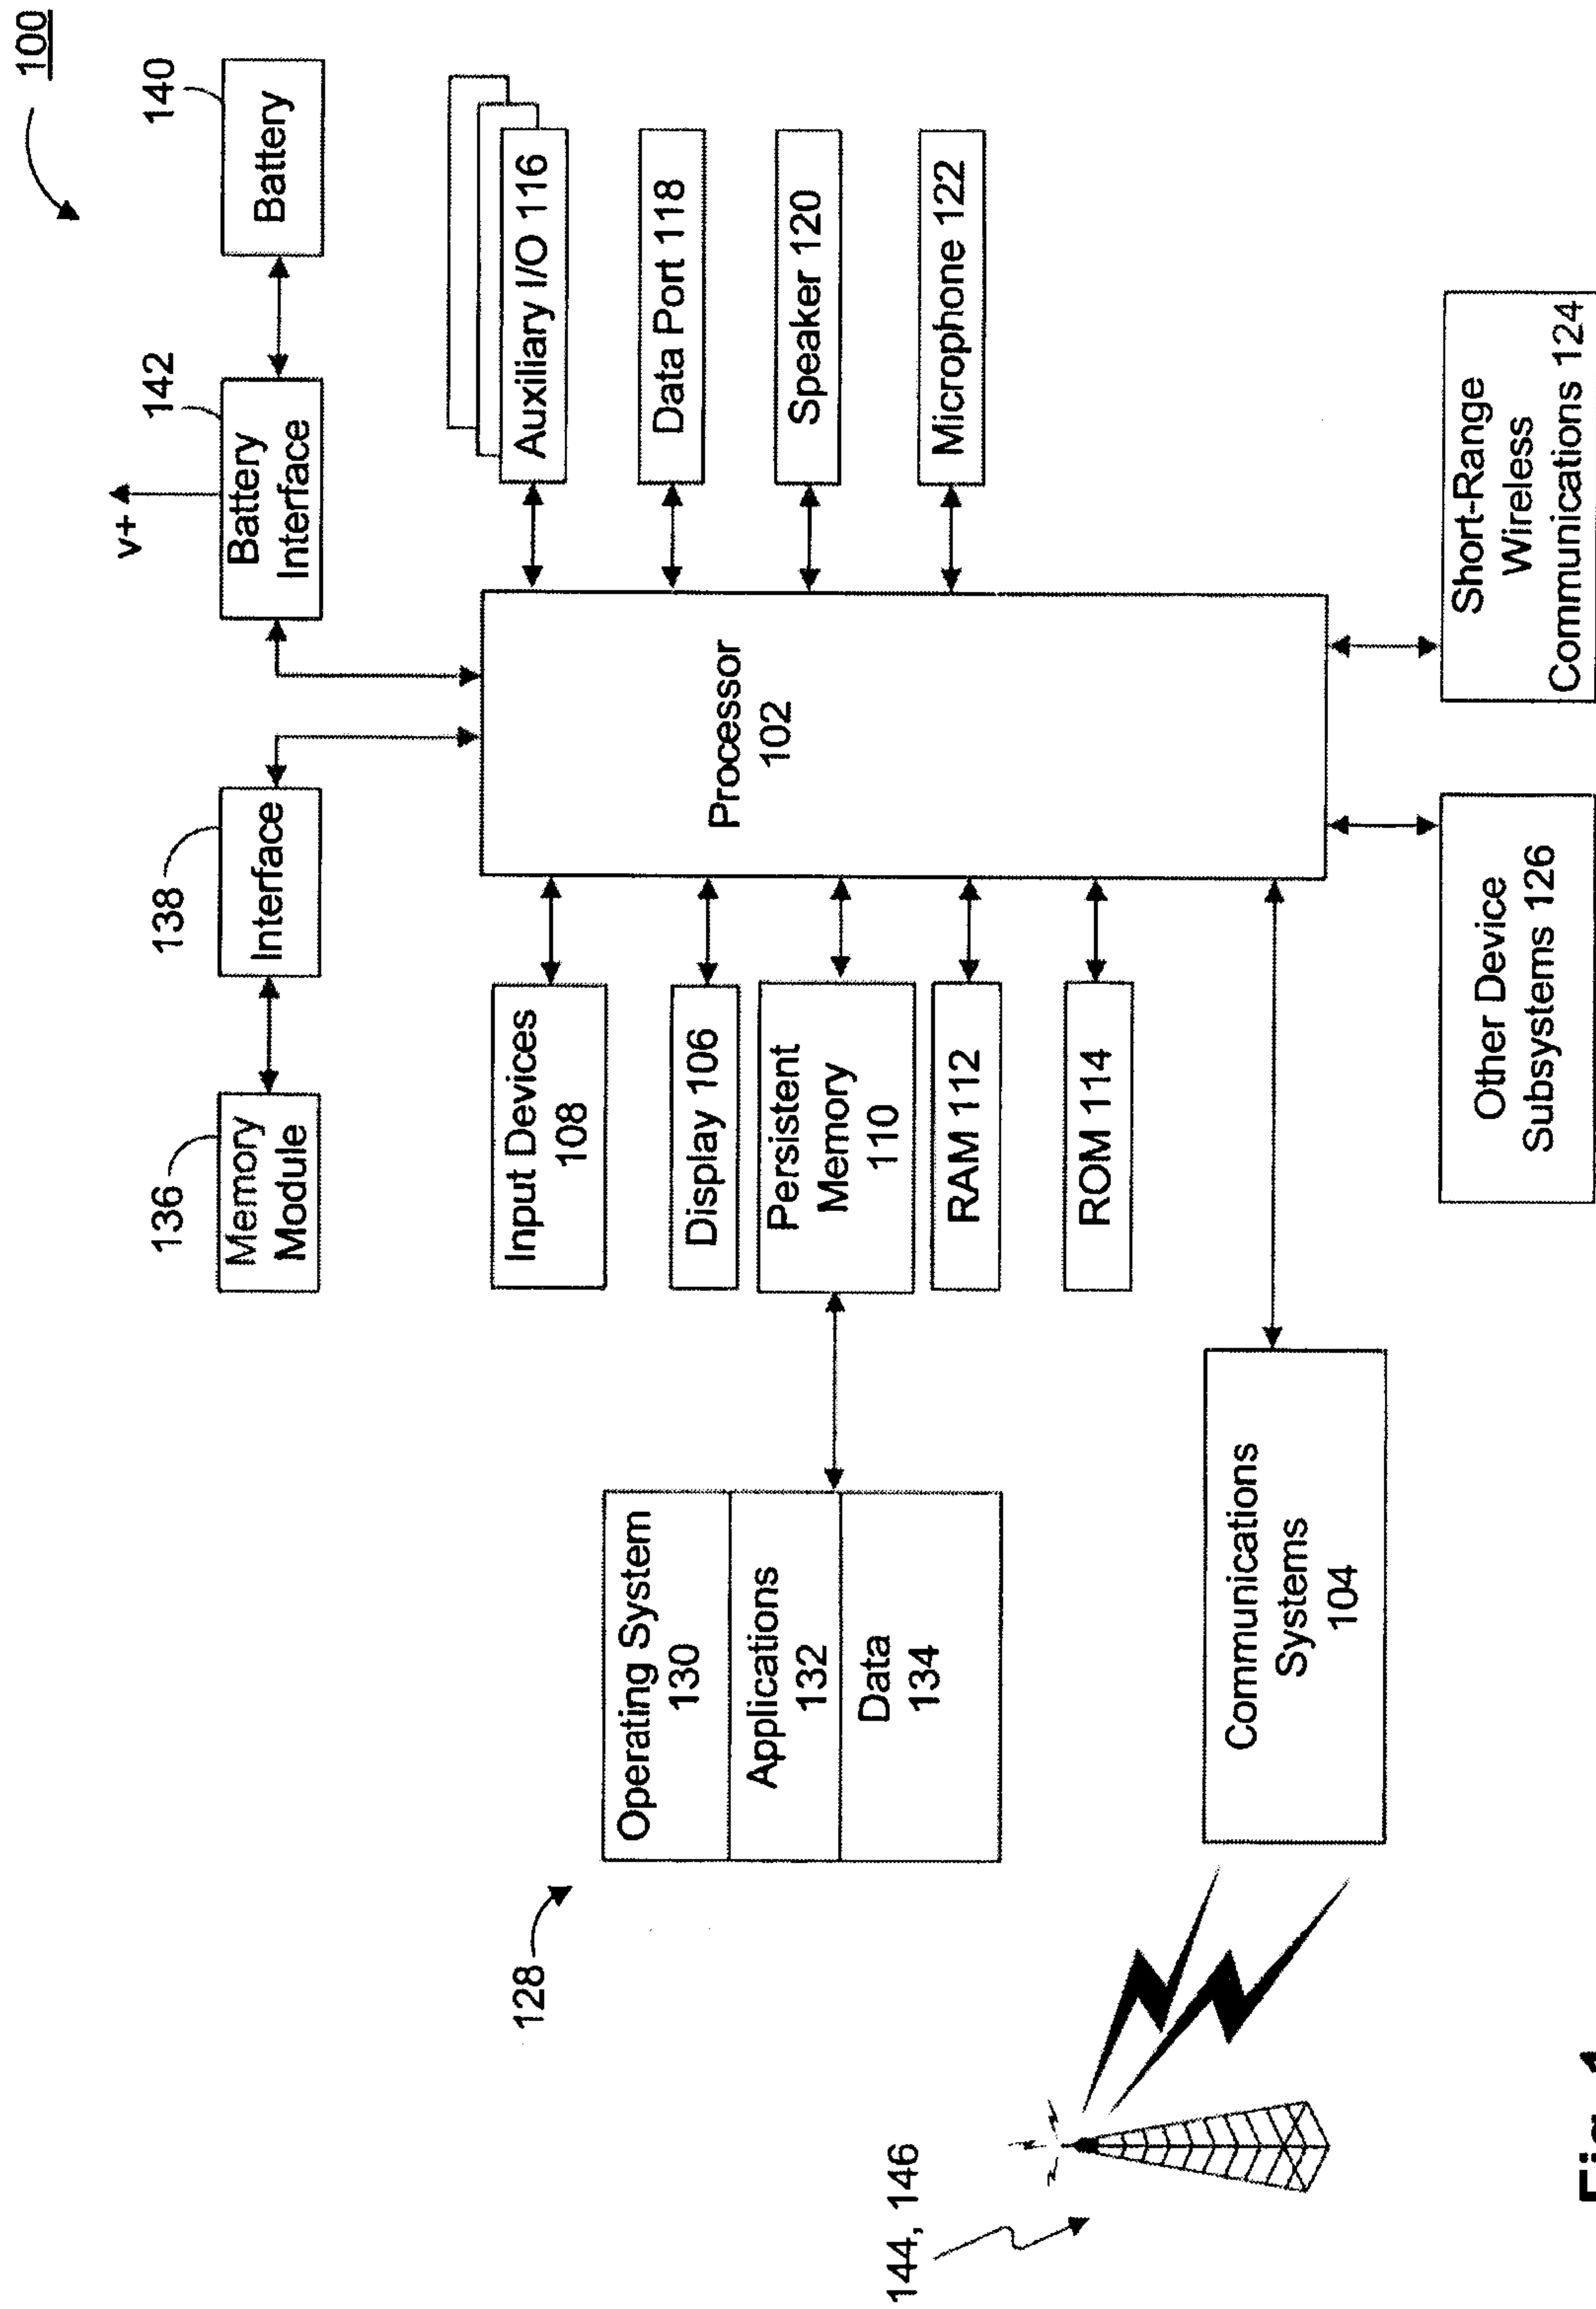 100
136
138
142
140
v+
Memory
Module
Interface
Battery
Interface
Battery
128
Operating System
130
Applications
132
Data
134
Input Devices
108
Display 106
Persistent
Memory
110
RAM 112
ROM 114
Processor
102
Auxiliary I/O 116
Data Port 118
Speaker 120
Microphone 122
144, 146
Communications
Systems
104
Other Device
Subsystems 126
Short-Range
Wireless
Communications 124